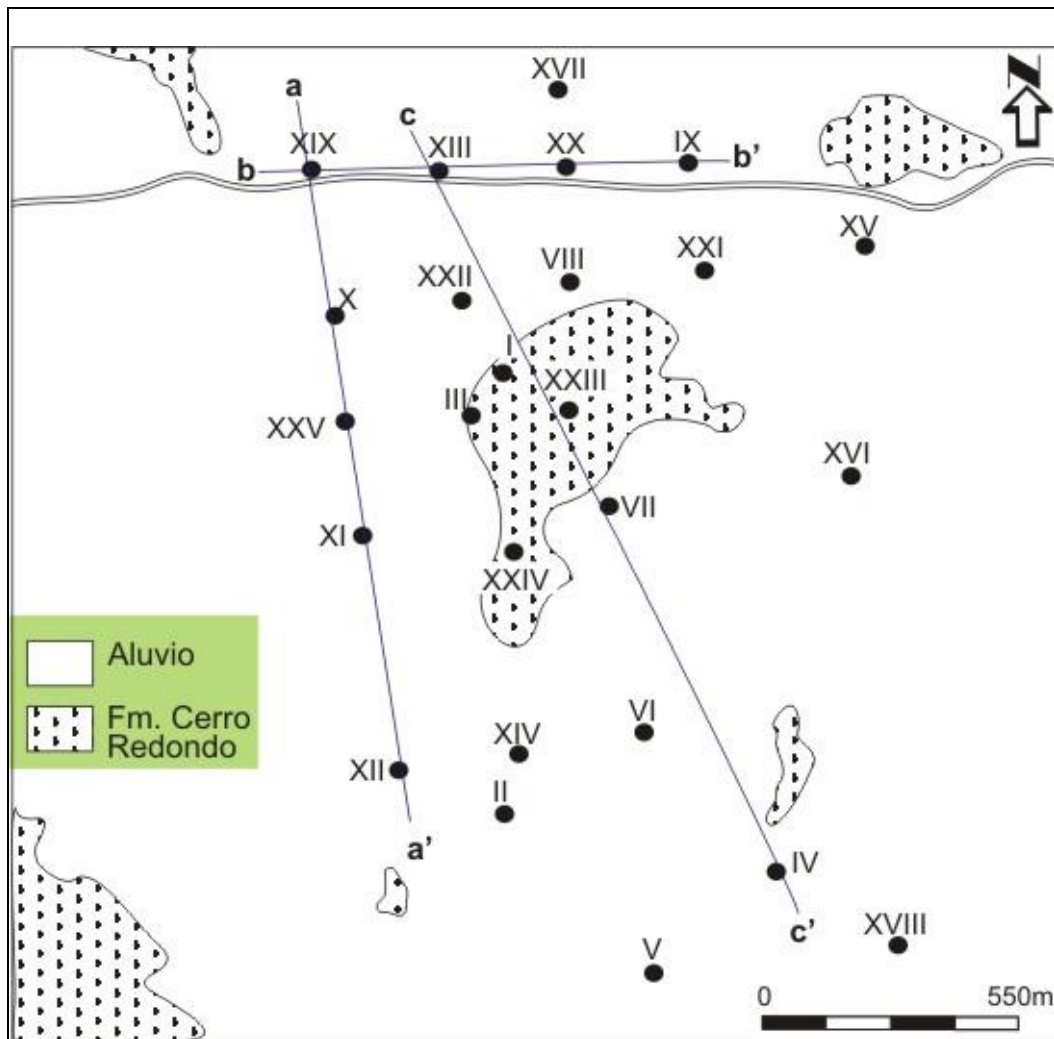 N
XVII
a
c
XIX
XIII
XX
IX
b
b’
XV
XXI
VIII
XXII
X
I
XXIII
III
XXV
XVI
VII
XI
XXIV
Aluvio
Fm. Cerro
Redondo
VI
XIV
XII
II
a’
IV
c’
XVIII
V
0 550m